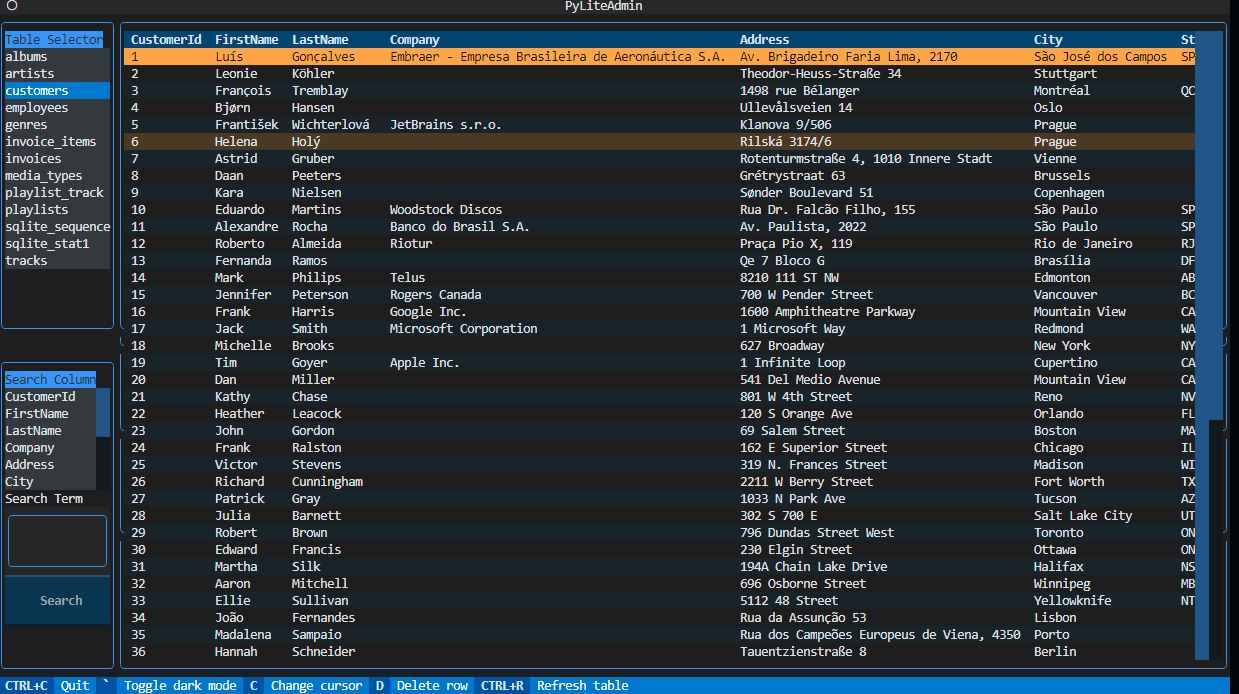 PyLiteAdmin
Table Selector
albums
artists
customers
employees
genres
invoice_items
invoices
media_types
playlist_track
playlists
sqlite_sequence
sqlite_stat1
tracks
Search Column
CustomerId
FirstName
LastName
Company
Address
City
Search Term
Search
CustomerId FirstName LastName Company Address City St
1 Luís Gonçalves Embraer - Empresa Brasileira de Aeronáutica S.A. Av. Brigadeiro Faria Lima, 2170 São José dos Campos SP
2 Leonie Köhler Theodor-Heuss-Straße 34 Stuttgart
3 François Tremblay 1498 rue Bélanger Montréal QC
4 Bjørn Hansen Ullevålsveien 14 Oslo
5 František Wichterlová JetBrains s.r.o. Klanova 9/506 Prague
6 Helena Holý Rilská 3174/6 Prague
7 Astrid Gruber Rotenturmstraße 4, 1010 Innere Stadt Vienne
8 Daan Peeters Grétrystraat 63 Brussels
9 Kara Nielsen Sønder Boulevard 51 Copenhagen
10 Eduardo Martins Woodstock Discos Rua Dr. Falcão Filho, 155 São Paulo SP
11 Alexandre Rocha Banco do Brasil S.A. Av. Paulista, 2022 São Paulo SP
12 Roberto Almeida Riotur Praça Pio X, 119 Rio de Janeiro RJ
13 Fernanda Ramos Qe 7 Bloco G Brasília DF
14 Mark Philips Telus 8210 111 ST NW Edmonton AB
15 Jennifer Peterson Rogers Canada 700 W Pender Street Vancouver BC
16 Frank Harris Google Inc. 1600 Amphitheatre Parkway Mountain View CA
17 Jack Smith Microsoft Corporation 1 Microsoft Way Redmond WA
18 Michelle Brooks 627 Broadway New York NY
19 Tim Goyer Apple Inc. 1 Infinite Loop Cupertino CA
20 Dan Miller 541 Del Medio Avenue Mountain View CA
21 Kathy Chase 801 W 4th Street Reno NV
22 Heather Leacock 120 S Orange Ave Orlando FL
23 John Gordon 69 Salem Street Boston MA
24 Frank Ralston 162 E Superior Street Chicago IL
25 Victor Stevens 319 N. Frances Street Madison WI
26 Richard Cunningham 2211 W Berry Street Fort Worth TX
27 Patrick Gray 1033 N Park Ave Tucson AZ
28 Julia Barnett 302 S 700 E Salt Lake City UT
29 Robert Brown 796 Dundas Street West Toronto ON
30 Edward Francis 230 Elgin Street Ottawa ON
31 Martha Silk 194A Chain Lake Drive Halifax NS
32 Aaron Mitchell 696 Osborne Street Winnipeg MB
33 Ellie Sullivan 5112 48 Street Yellowknife NT
34 João Fernandes Rua da Assunção 53 Lisbon
35 Madalena Sampaio Rua dos Campeões Europeus de Viena, 4350 Porto
36 Hannah Schneider Tauentzienstraße 8 Berlin
CTRL+C Quit ` Toggle dark mode C Change cursor D Delete row CTRL+R Refresh table